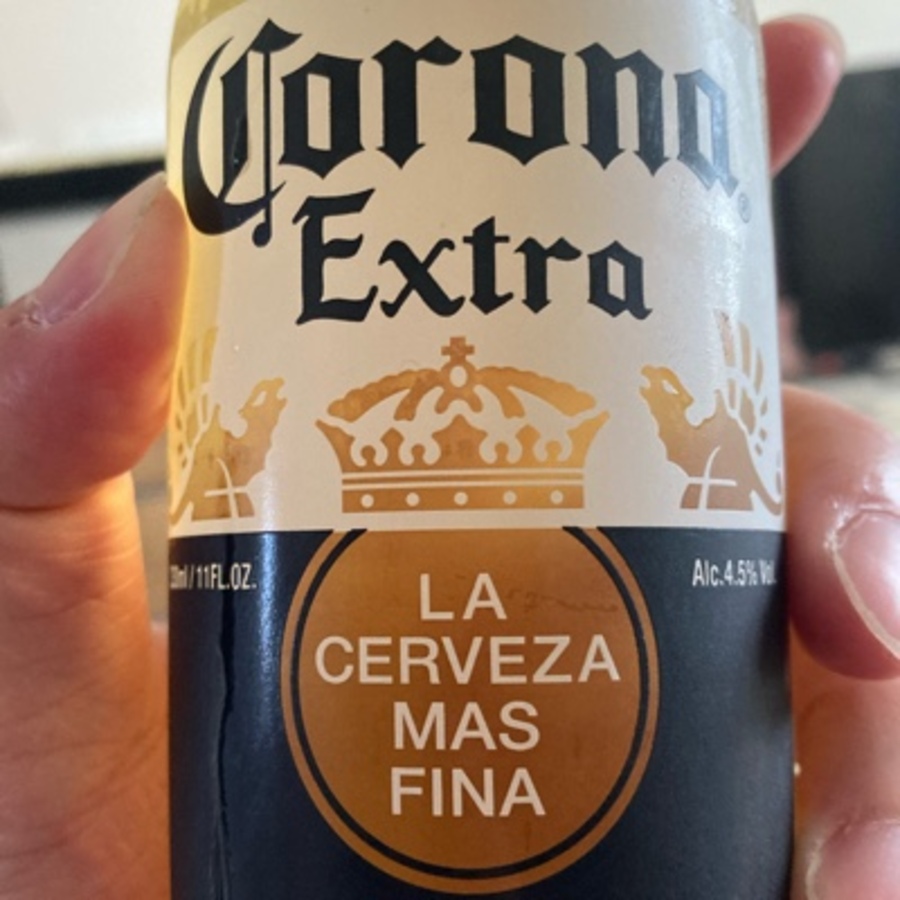 Corona®
Extra
11FL.OZ.
Alc.4.5% Vol.
LA
CERVEZA
MAS
FINA